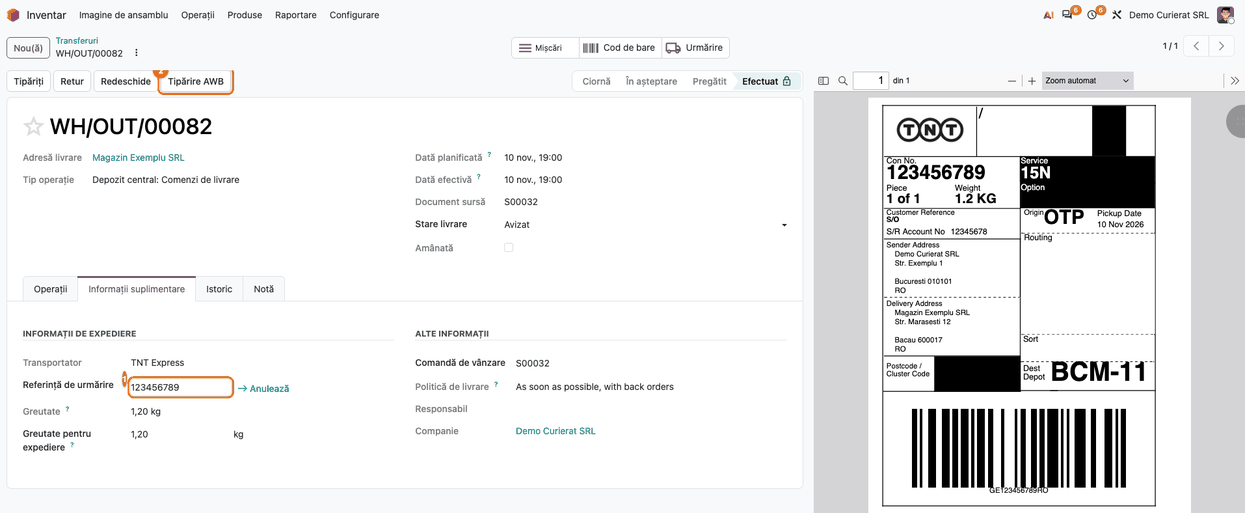 Inventar Imagine de ansamblu Operații Produse Raportare Configurare AI 6 6 Demo Curierat SRL
Nou(ă) Transferuri
WH/OUT/00082
Mișcări Cod de bare Urmărire
1 / 1
Tipăriți Retur Redeschide 2 Tipărire AWB
Ciornă În așteptare Pregătit Efectuat
WH/OUT/00082
Adresă livrare Magazin Exemplu SRL
Tip operație Depozit central: Comenzi de livrare
Dată planificată ? 10 nov., 19:00
Dată efectivă ? 10 nov., 19:00
Document sursă S00032
Stare livrare Avizat
Amânată
Operații Informații suplimentare Istoric Notă
INFORMAȚII DE EXPEDIERE
Transportator TNT Express
Referință de urmărire 1 123456789 Anulează
Greutate ? 1,20 kg
Greutate pentru expediere ? 1,20 kg
ALTE INFORMAȚII
Comandă de vânzare S00032
Politică de livrare ? As soon as possible, with back orders
Responsabil
Companie Demo Curierat SRL
1 din 1 Zoom automat
TNT /
Con No.
123456789
Piece Weight
1 of 1 1.2 KG
Service
15N
Option
Customer Reference
S/O
S/R Account No 12345678
Origin OTP Pickup Date
10 Nov 2026
Routing
Sender Address
Demo Curierat SRL
Str. Exemplu 1
Bucuresti 010101
RO
Delivery Address
Magazin Exemplu SRL
Str. Marasesti 12
Bacau 600017
RO
Sort
Postcode /
Cluster Code
Dest
Depot BCM-11
GE123456789RO